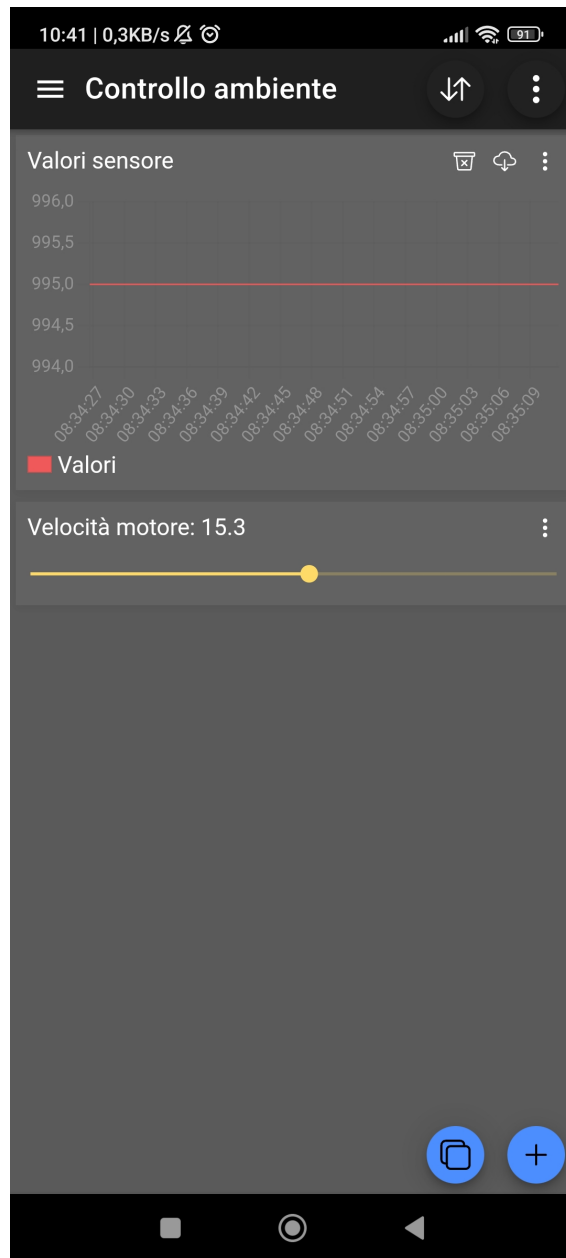 10:41 | 0,3KB/s 91
Controllo ambiente
Valori sensore
996,0
995,5
995,0
994,5
994,0
08:34:27 08:34:30 08:34:33 08:34:36 08:34:39 08:34:42 08:34:45 08:34:48 08:34:51 08:34:54 08:34:57 08:35:00 08:35:03 08:35:06 08:35:09
Valori
Velocità motore: 15.3